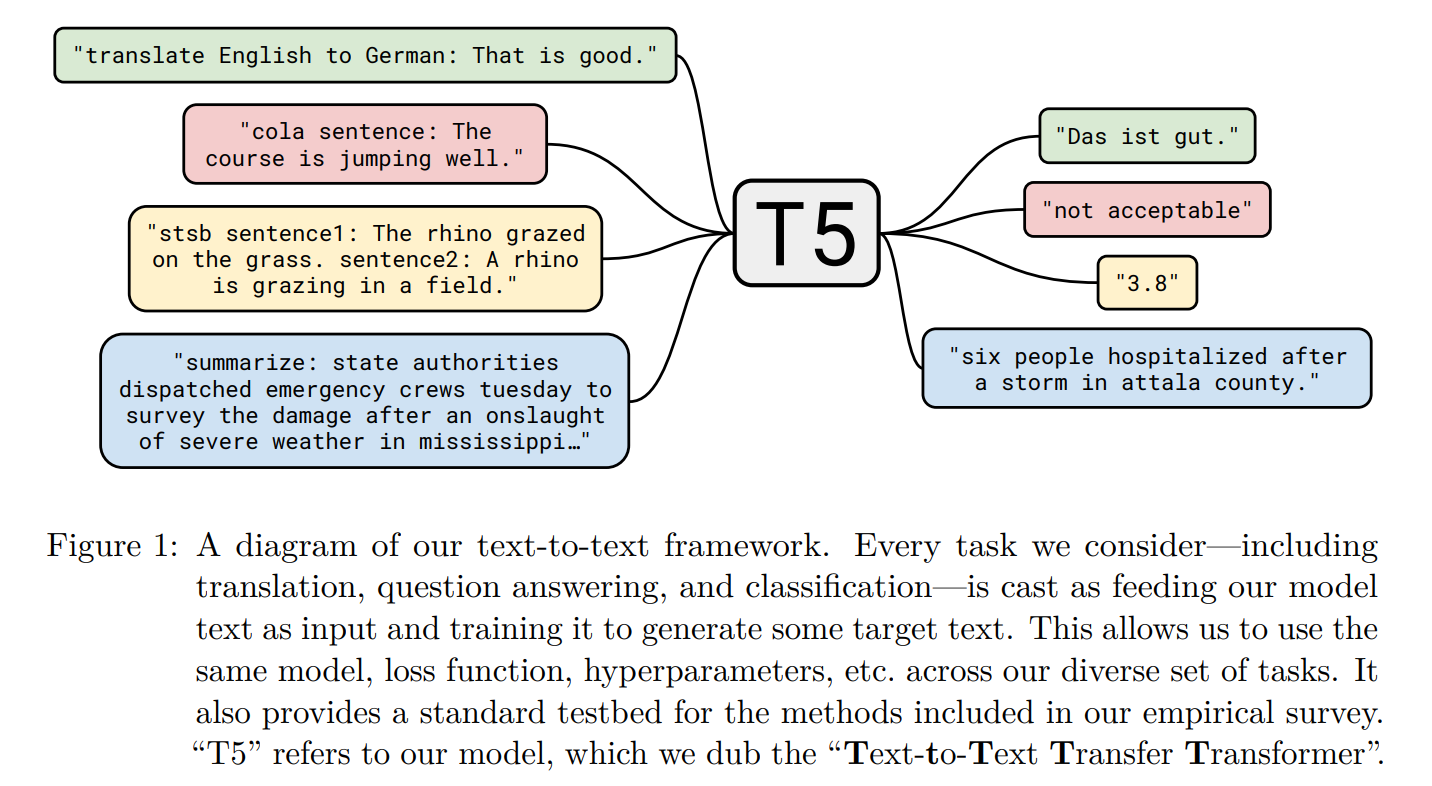 "translate English to German: That is good."
"cola sentence: The
course is jumping well."
"stsb sentence1: The rhino grazed
on the grass. sentence2: A rhino
is grazing in a field."
"summarize: state authorities
dispatched emergency crews tuesday to
survey the damage after an onslaught
of severe weather in mississippi…"
T5
"Das ist gut."
"not acceptable"
"3.8"
"six people hospitalized after
a storm in attala county."
Figure 1: A diagram of our text-to-text framework. Every task we consider—including
translation, question answering, and classification—is cast as feeding our model
text as input and training it to generate some target text. This allows us to use the
same model, loss function, hyperparameters, etc. across our diverse set of tasks. It
also provides a standard testbed for the methods included in our empirical survey.
“T5” refers to our model, which we dub the “Text-to-Text Transfer Transformer”.